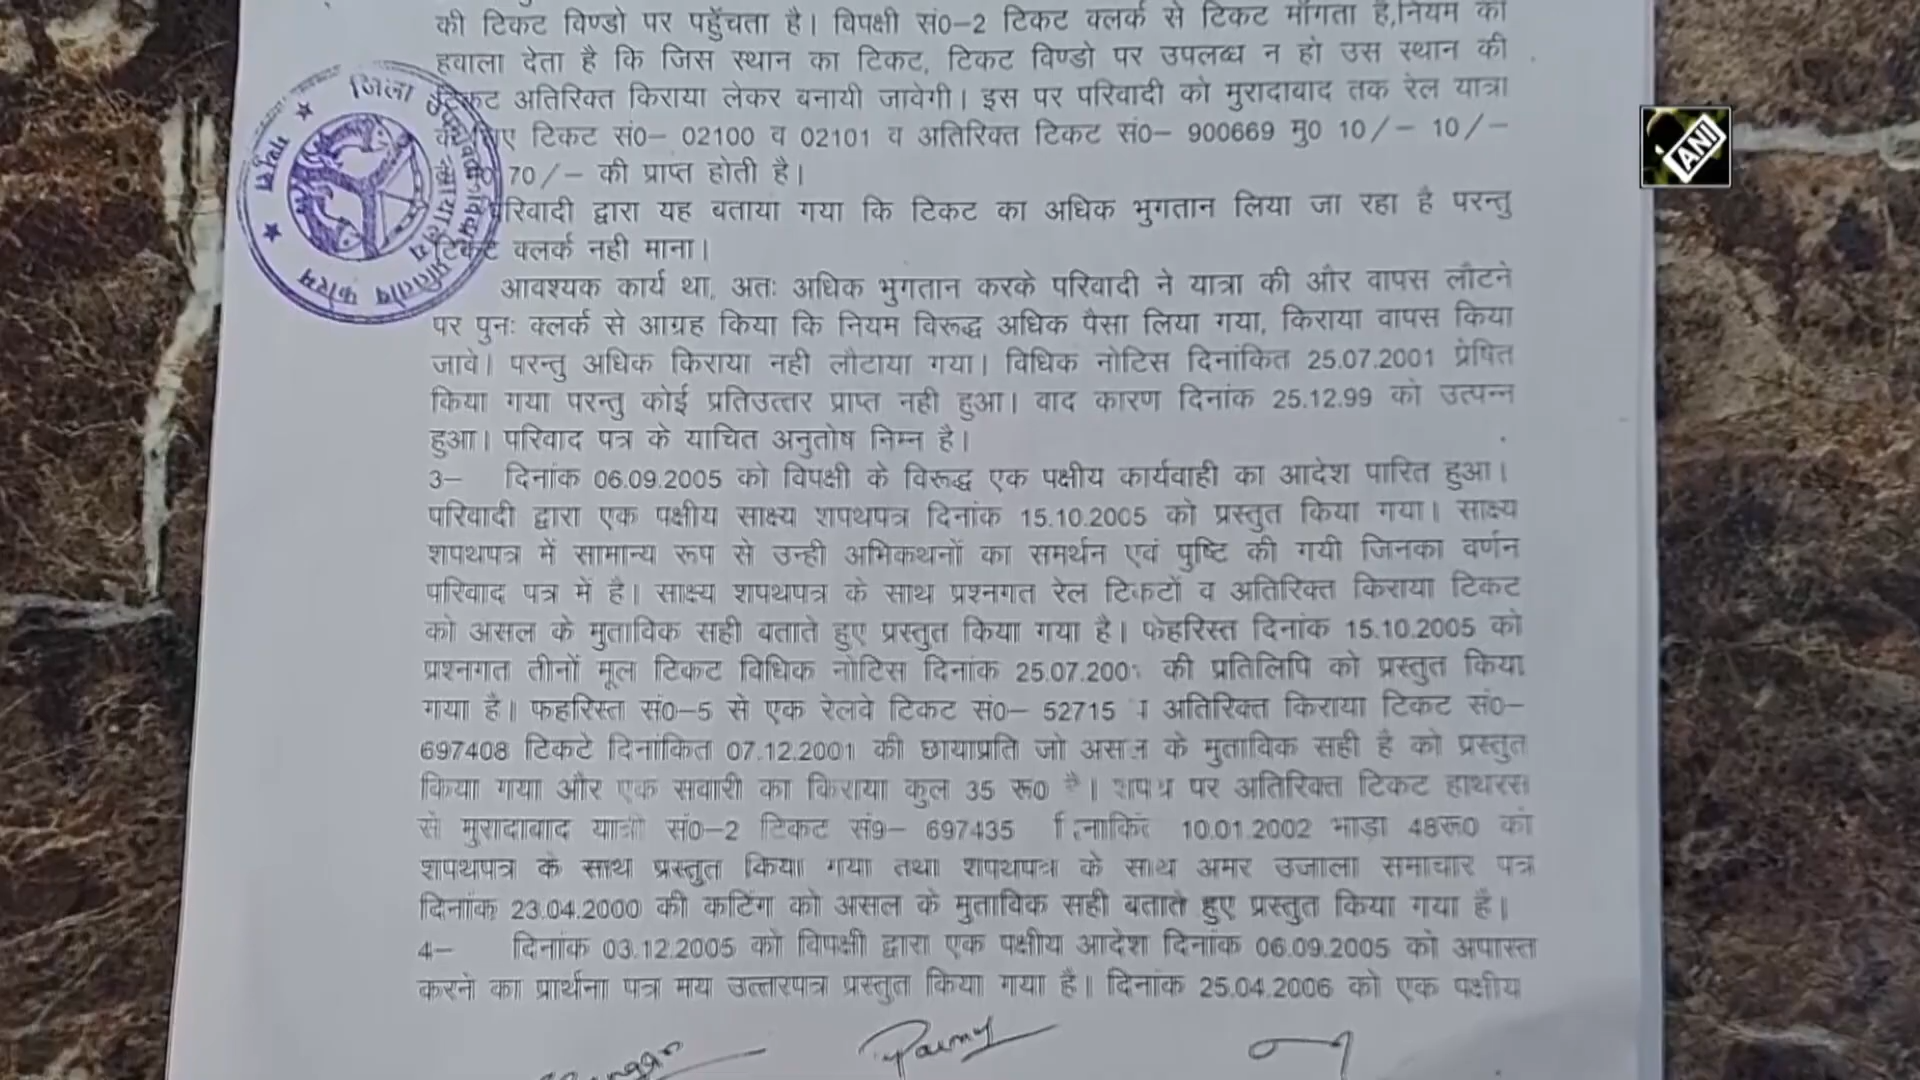 की टिकट विण्डो पर पहुँचता है। विपक्षी सं0-2 टिकट क्लर्क से टिकट माँगता है,नियम का
हवाला देता है कि जिस स्थान का टिकट, टिकट विण्डो पर उपलब्ध न हो उस स्थान की
टिकट अतिरिक्त किराया लेकर बनायी जावेगी। इस पर परिवादी को मुरादाबाद तक रेल यात्रा
टिकट सं0- 02100 व 02101 व अतिरिक्त टिकट सं0- 900669 मु0 10/- 10/-
70/- की प्राप्त होती है।
परिवादी द्वारा यह बताया गया कि टिकट का अधिक भुगतान लिया जा रहा है परन्तु
टिकट क्लर्क नही माना।
आवश्यक कार्य था, अतः अधिक भुगतान करके परिवादी ने यात्रा की और वापस लौटने
पर पुनः क्लर्क से आग्रह किया कि नियम विरूद्ध अधिक पैसा लिया गया, किराया वापस किया
जावे। परन्तु अधिक किराया नही लौटाया गया। विधिक नोटिस दिनांकित 25.07.2001 प्रेषित
किया गया परन्तु कोई प्रतिउत्तर प्राप्त नही हुआ। वाद कारण दिनांक 25.12.99 को उत्पन्न
हुआ। परिवाद पत्र के याचित अनुतोष निम्न है।
3- दिनांक 06.09.2005 को विपक्षी के विरूद्ध एक पक्षीय कार्यवाही का आदेश पारित हुआ।
परिवादी द्वारा एक पक्षीय साक्ष्य शपथपत्र दिनांक 15.10.2005 को प्रस्तुत किया गया। साक्ष्य
शपथपत्र में सामान्य रूप से उन्ही अभिकथनों का समर्थन एवं पुष्टि की गयी जिनका वर्णन
परिवाद पत्र में है। साक्ष्य शपथपत्र के साथ प्रश्नगत रेल टिकटों व अतिरिक्त किराया टिकट
को असल के मुताविक सही बताते हुए प्रस्तुत किया गया है। फेहरिस्त दिनांक 15.10.2005 को
प्रश्नगत तीनों मूल टिकट विधिक नोटिस दिनांक 25.07.2001 की प्रतिलिपि को प्रस्तुत किया
गया है। फहरिस्त सं0-5 से एक रेलवे टिकट सं0- 52715 अतिरिक्त किराया टिकट सं0-
697408 टिकटे दिनांकित 07.12.2001 की छायाप्रति जो असल के मुताविक सही है को प्रस्तुत
किया गया और एक सवारी का किराया कुल 35 रू0 है। शपथ पर अतिरिक्त टिकट हाथरस
से मुरादाबाद यात्री सं0-2 टिकट सं9- 697435 दिनांकित 10.01.2002 भाड़ा 48रू0 को
शपथपत्र के साथ प्रस्तुत किया गया तथा शपथपत्र के साथ अमर उजाला समाचार पत्र
दिनांक 23.04.2000 की कटिंग को असल के मुताविक सही बताते हुए प्रस्तुत किया गया है।
4- दिनांक 03.12.2005 को विपक्षी द्वारा एक पक्षीय आदेश दिनांक 06.09.2005 को अपास्त
करने का प्रार्थना पत्र मय उत्तरपत्र प्रस्तुत किया गया है। दिनांक 25.04.2006 को एक पक्षीय
जिला
प्रतितोष फोरम
मथुरा
ANI